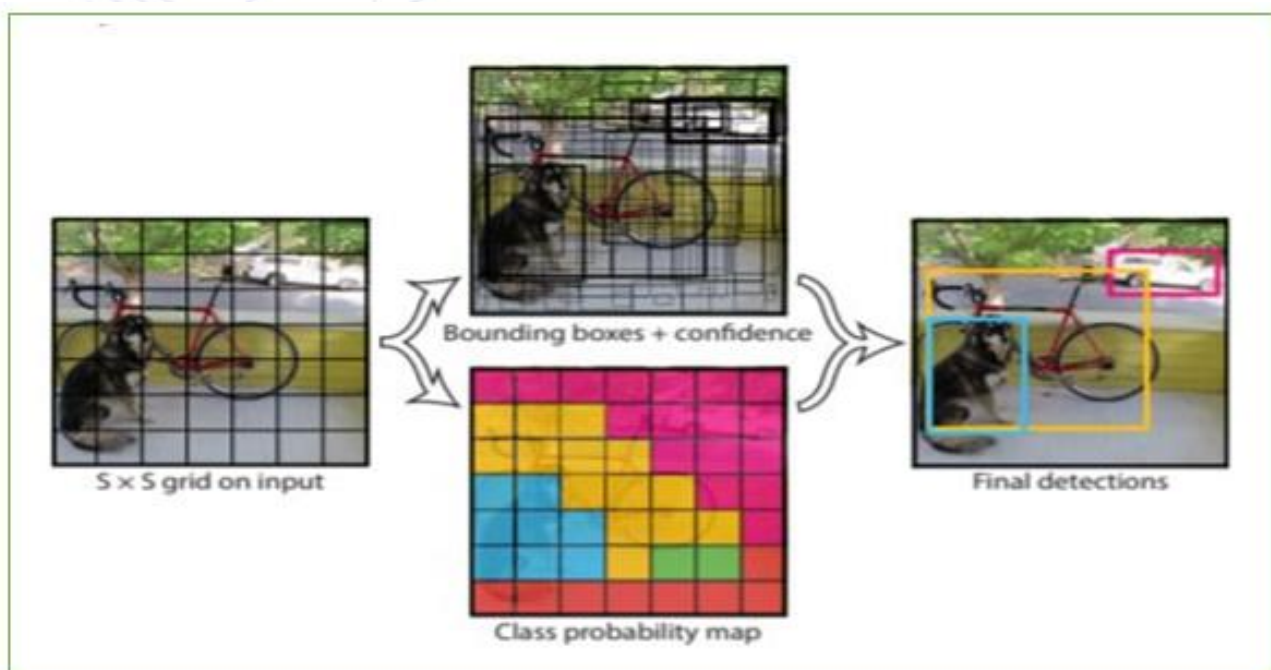 Bounding boxes + confidence
S × S grid on input
Final detections
Class probability map